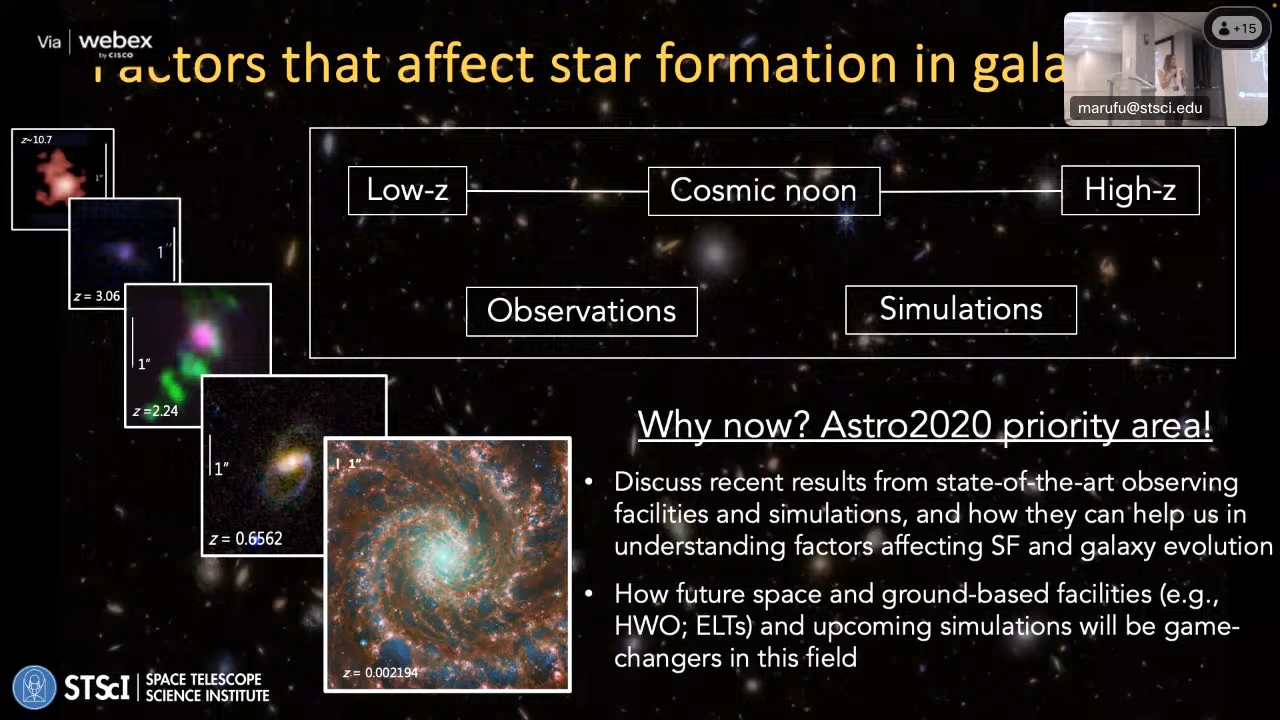 Via webex
by CISCO
Factors that affect star formation in gala
+15
marufu@stsci.edu
z~10.7
1"
Low-z
Cosmic noon
High-z
1"
z = 3.06
Observations
Simulations
1"
z =2.24
Why now? Astro2020 priority area!
1"
z = 0.6562
1"
• Discuss recent results from state-of-the-art observing
facilities and simulations, and how they can help us in
understanding factors affecting SF and galaxy evolution
• How future space and ground-based facilities (e.g.,
HWO; ELTs) and upcoming simulations will be game-
changers in this field
z = 0.002194
STScI | SPACE TELESCOPE
SCIENCE INSTITUTE